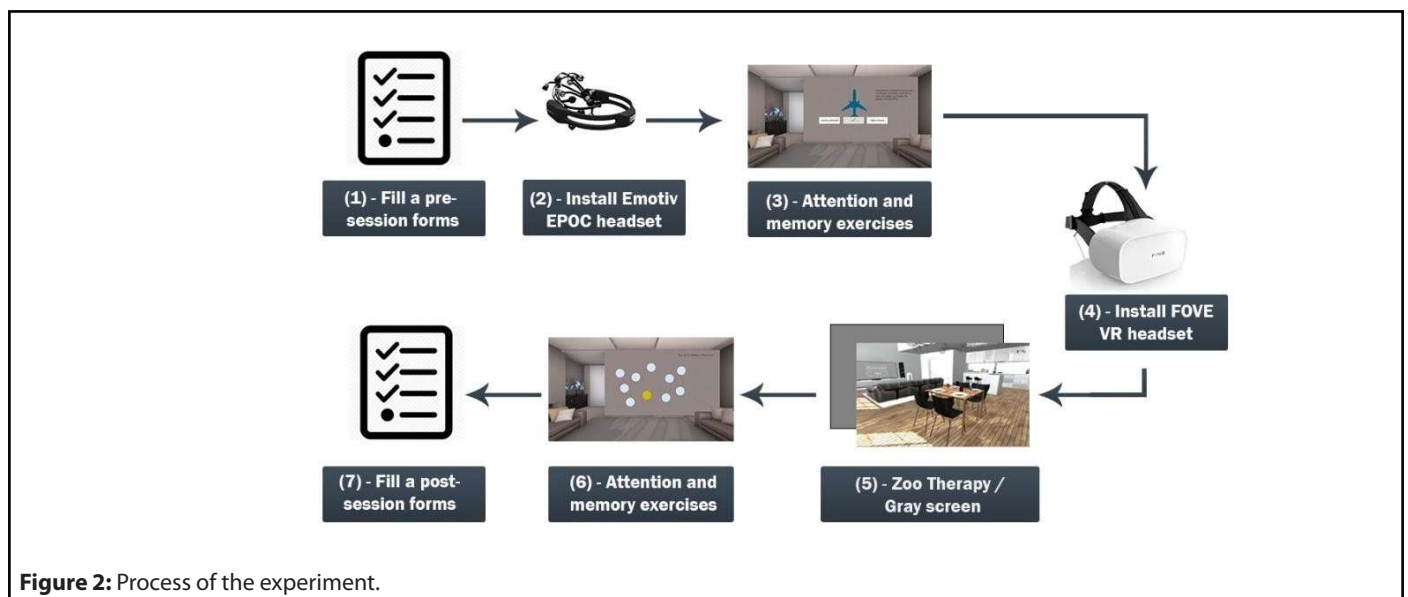 (1) - Fill a pre-
session forms
(2) - Install Emotiv
EPOC headset
(3) - Attention and
memory exercises
FOVE
(4) - Install FOVE
VR headset
(5) - Zoo Therapy /
Gray screen
(6) - Attention and
memory exercises
(7) - Fill a post-
session forms
Figure 2: Process of the experiment.